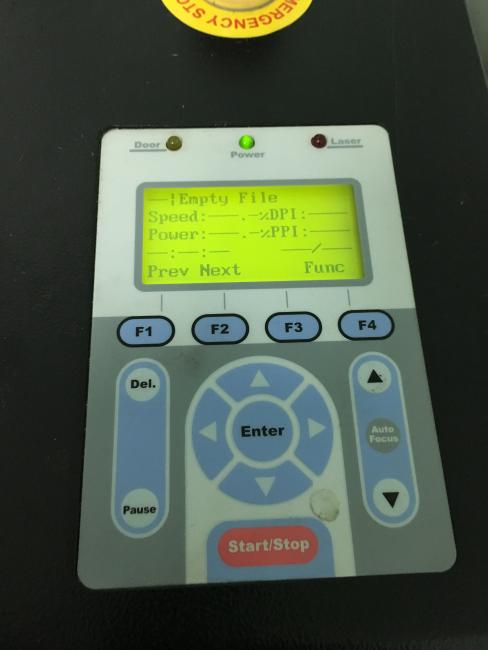 EMERGENCY STO
Door
Power
Laser
--¦Empty File
Speed:---.-%DPI:----
Power:---.-%PPI:----
--:--:-- ----/----
Prev Next Func
F1 F2 F3 F4
Del.
Enter
Auto
Focus
Pause
Start/Stop